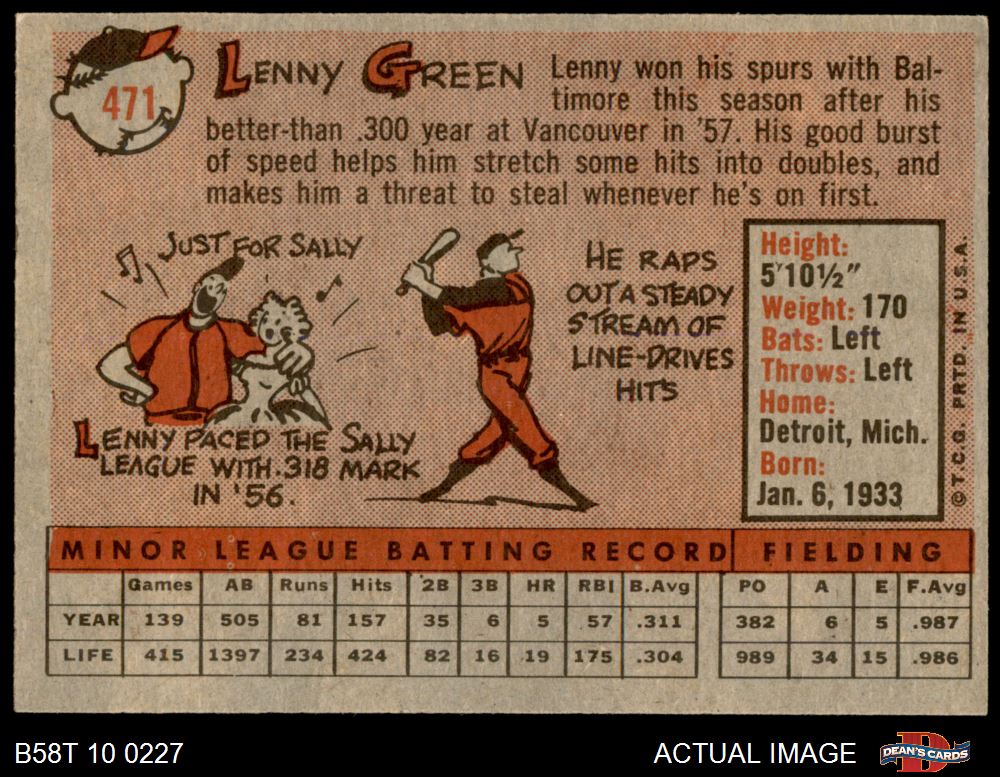 471
LENNY GREEN
Lenny won his spurs with Bal-
timore this season after his
better-than .300 year at Vancouver in '57. His good burst
of speed helps him stretch some hits into doubles, and
makes him a threat to steal whenever he's on first.
JUST FOR SALLY
LENNY PACED THE SALLY
LEAGUE WITH .318 MARK
IN '56.
HE RAPS
OUT A STEADY
STREAM OF
LINE-DRIVES
HITS
Height:
5'10½"
Weight: 170
Bats: Left
Throws: Left
Home:
Detroit, Mich.
Born:
Jan. 6, 1933
© T.C.G. PRTD. IN U.S.A.
MINOR LEAGUE BATTING RECORD FIELDING
Games AB Runs Hits 2B 3B HR RBI B.Avg PO A E F.Avg
YEAR 139 505 81 157 35 6 5 57 .311 382 6 5 .987
LIFE 415 1397 234 424 82 16 19 175 .304 989 34 15 .986
B58T 10 0227
ACTUAL IMAGE
DEAN'S CARDS